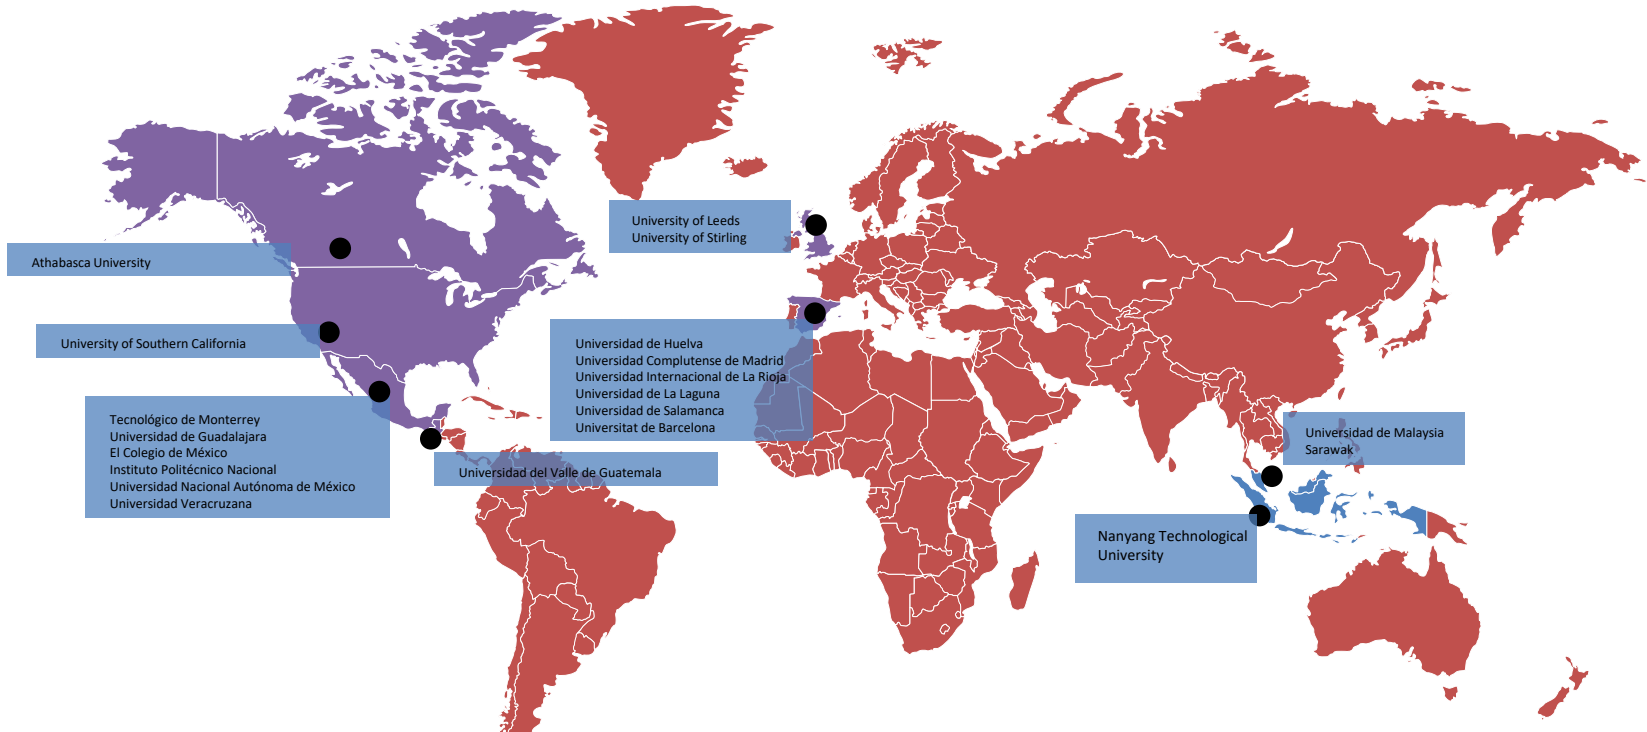 University of Leeds
University of Stirling
Athabasca University
University of Southern California
Universidad de Huelva
Universidad Complutense de Madrid
Universidad Internacional de La Rioja
Universidad de La Laguna
Universidad de Salamanca
Universitat de Barcelona
Tecnológico de Monterrey
Universidad de Guadalajara
El Colegio de México
Instituto Politécnico Nacional
Universidad Nacional Autónoma de México
Universidad Veracruzana
Universidad del Valle de Guatemala
Universidad de Malaysia
Sarawak
Nanyang Technological
University